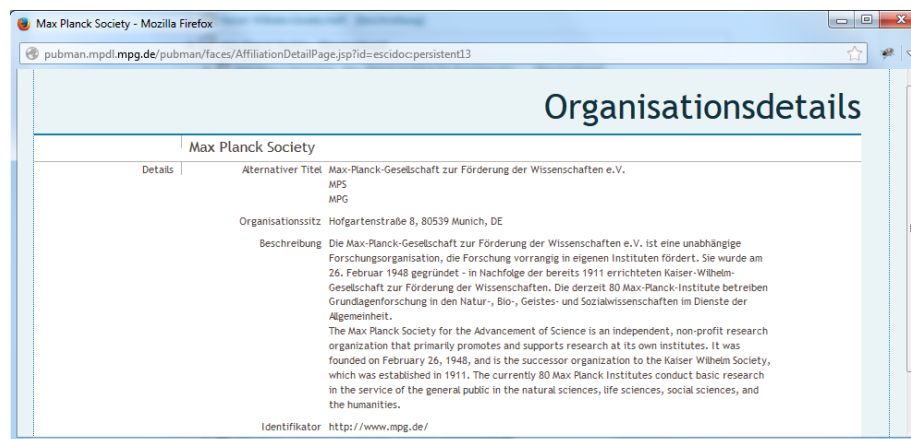 Max Planck Society - Mozilla Firefox
pubman.mpdl.mpg.de/pubman/faces/AffiliationDetailPage.jsp?id=escidoc:persistent13
Organisationsdetails
Max Planck Society
Details
Alternativer Titel Max-Planck-Gesellschaft zur Förderung der Wissenschaften e.V.
MPS
MPG
Organisationssitz Hofgartenstraße 8, 80539 Munich, DE
Beschreibung Die Max-Planck-Gesellschaft zur Förderung der Wissenschaften e.V. ist eine unabhängige
Forschungsorganisation, die Forschung vorrangig in eigenen Instituten fördert. Sie wurde am
26. Februar 1948 gegründet - in Nachfolge der bereits 1911 errichteten Kaiser-Wilhelm-
Gesellschaft zur Förderung der Wissenschaften. Die derzeit 80 Max-Planck-Institute betreiben
Grundlagenforschung in den Natur-, Bio-, Geistes- und Sozialwissenschaften im Dienste der
Allgemeinheit.
The Max Planck Society for the Advancement of Science is an independent, non-profit research
organization that primarily promotes and supports research at its own institutes. It was
founded on February 26, 1948, and is the successor organization to the Kaiser Wilhelm Society,
which was established in 1911. The currently 80 Max Planck Institutes conduct basic research
in the service of the general public in the natural sciences, life sciences, social sciences, and
the humanities.
Identifikator http://www.mpg.de/